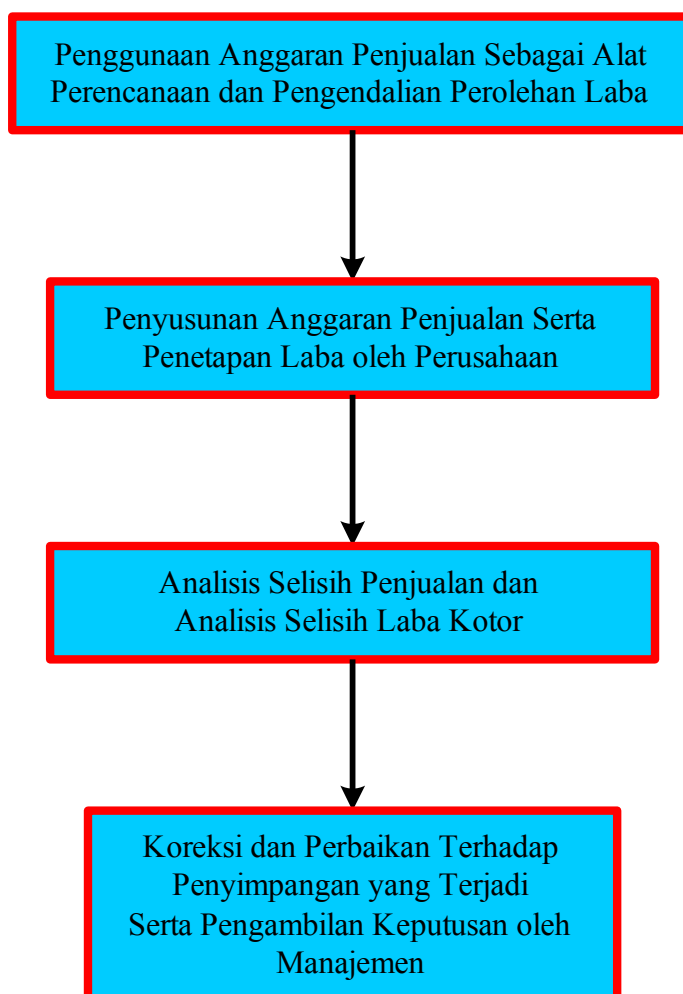 Penggunaan Anggaran Penjualan Sebagai Alat
Perencanaan dan Pengendalian Perolehan Laba
Penyusunan Anggaran Penjualan Serta
Penetapan Laba oleh Perusahaan
Analisis Selisih Penjualan dan
Analisis Selisih Laba Kotor
Koreksi dan Perbaikan Terhadap
Penyimpangan yang Terjadi
Serta Pengambilan Keputusan oleh
Manajemen